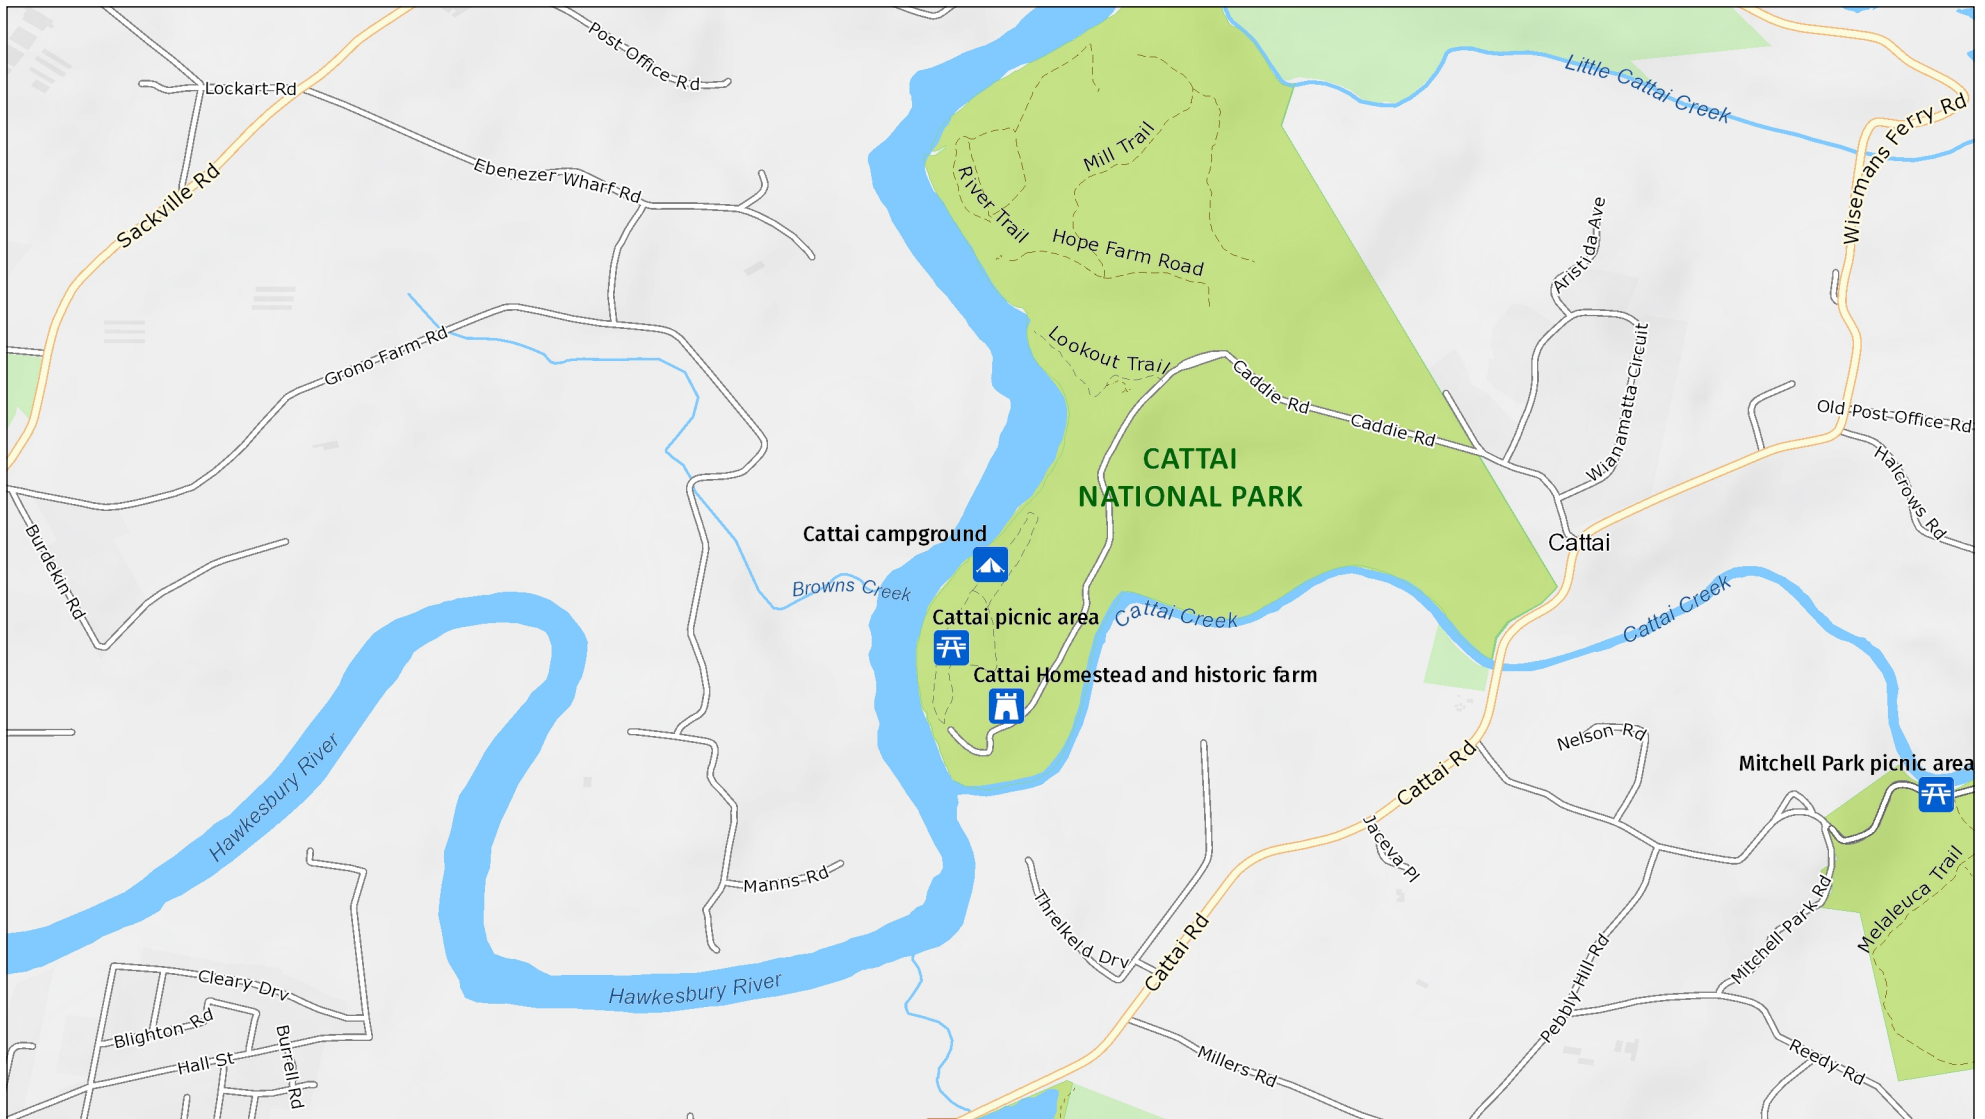 Post Office Rd
Lockart Rd
Little Cattai Creek
Wisemans Ferry Rd
Mill Trail
Ebenezer Wharf Rd
Sackville Rd
River Trail
Hope Farm Road
Aristida Ave
Grono Farm Rd
Lookout Trail
Caddie Rd
Caddie Rd
Wianamatta Circuit
Old Post Office Rd
Halcrows Rd
CATTAI
NATIONAL PARK
Cattai campground
Cattai
Burdekin Rd
Browns Creek
Cattai Creek
Cattai Creek
Cattai picnic area
Cattai Homestead and historic farm
Hawkesbury River
Nelson Rd
Cattai Rd
Mitchell Park picnic area
Jaceva Pl
Manns Rd
Threlkeld Drv
Cattai Rd
Melaleuca Trail
Mitchell Park Rd
Pebbly Hill Rd
Hawkesbury River
Cleary Drv
Blighton Rd
Hall St
Burrell Rd
Millers Rd
Reedy Rd